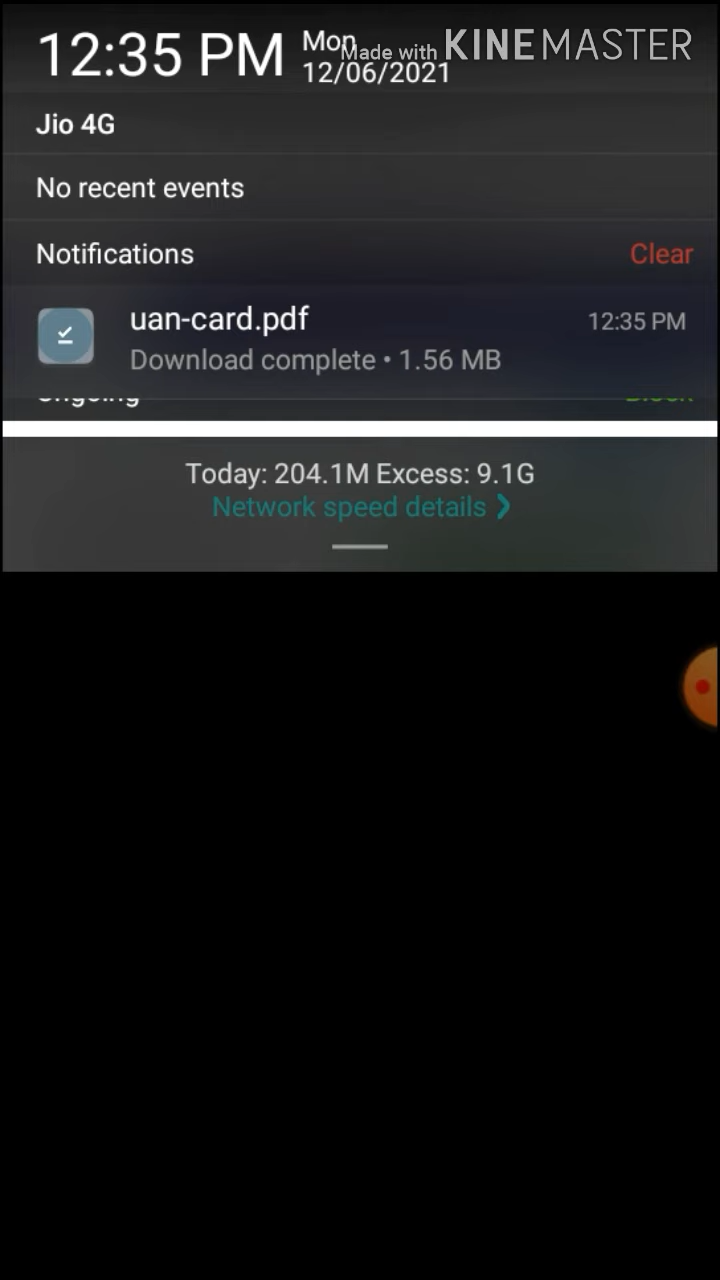 12:35 PM
Mon
12/06/2021
Made with KINEMASTER
Jio 4G
No recent events
Notifications Clear
uan-card.pdf 12:35 PM
Download complete • 1.56 MB
Today: 204.1M Excess: 9.1G
Network speed details ❯